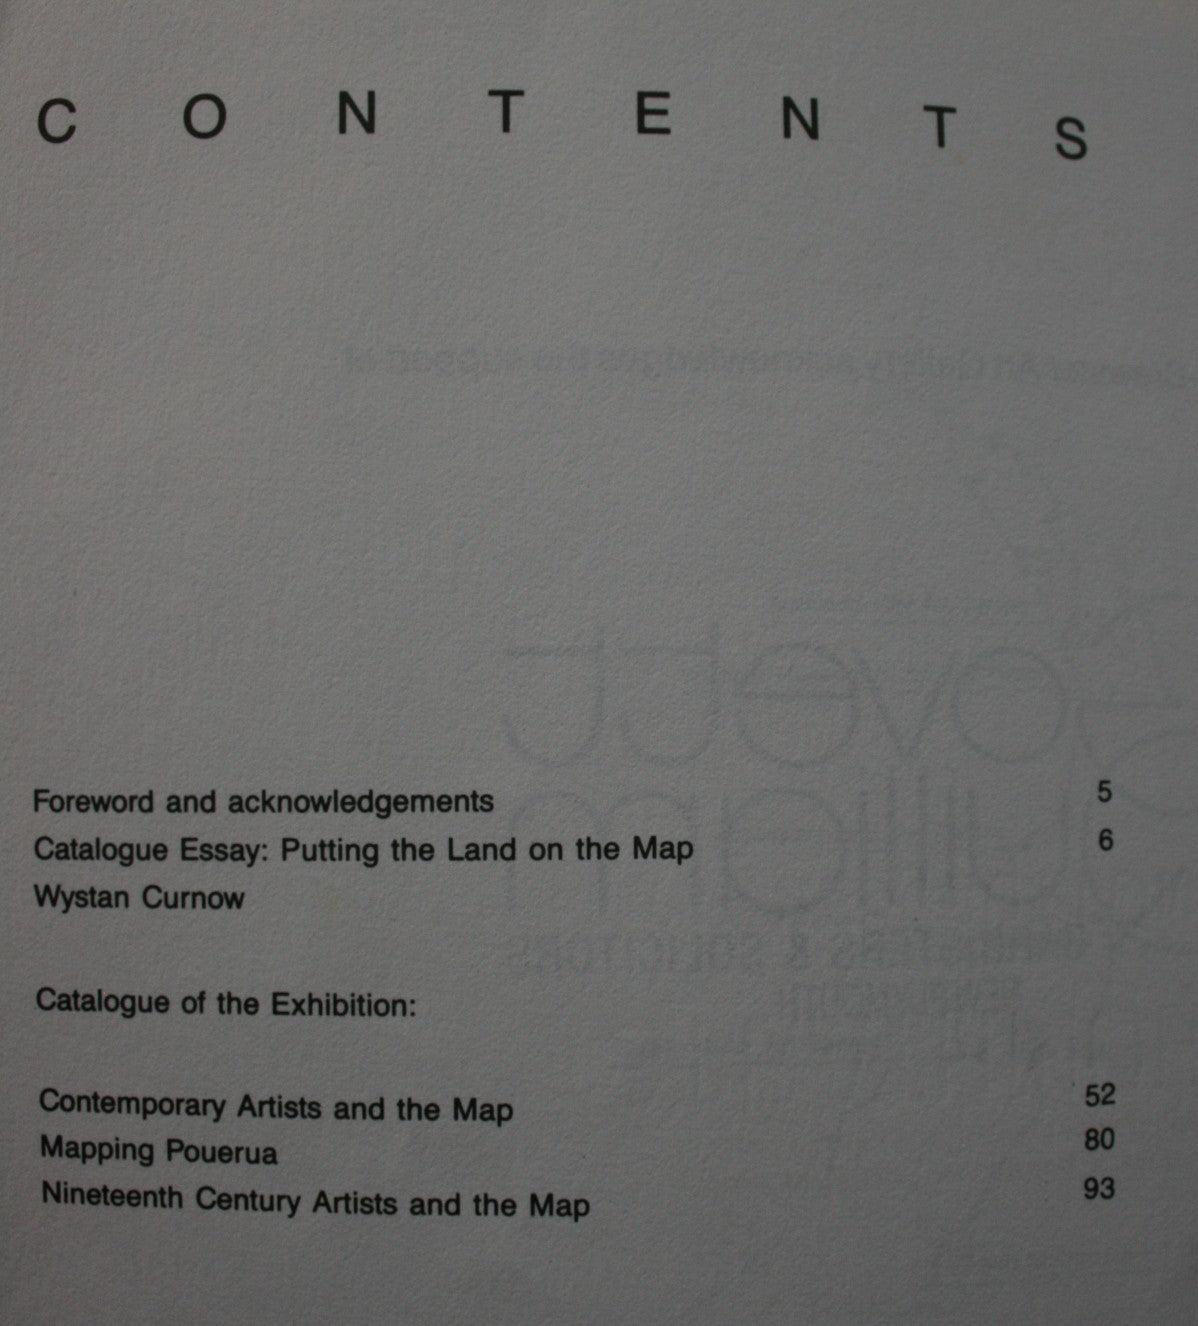 CONTENTS
Foreword and acknowledgements 5
Catalogue Essay: Putting the Land on the Map 6
Wystan Curnow
Catalogue of the Exhibition:
Contemporary Artists and the Map 52
Mapping Pouerua 80
Nineteenth Century Artists and the Map 93